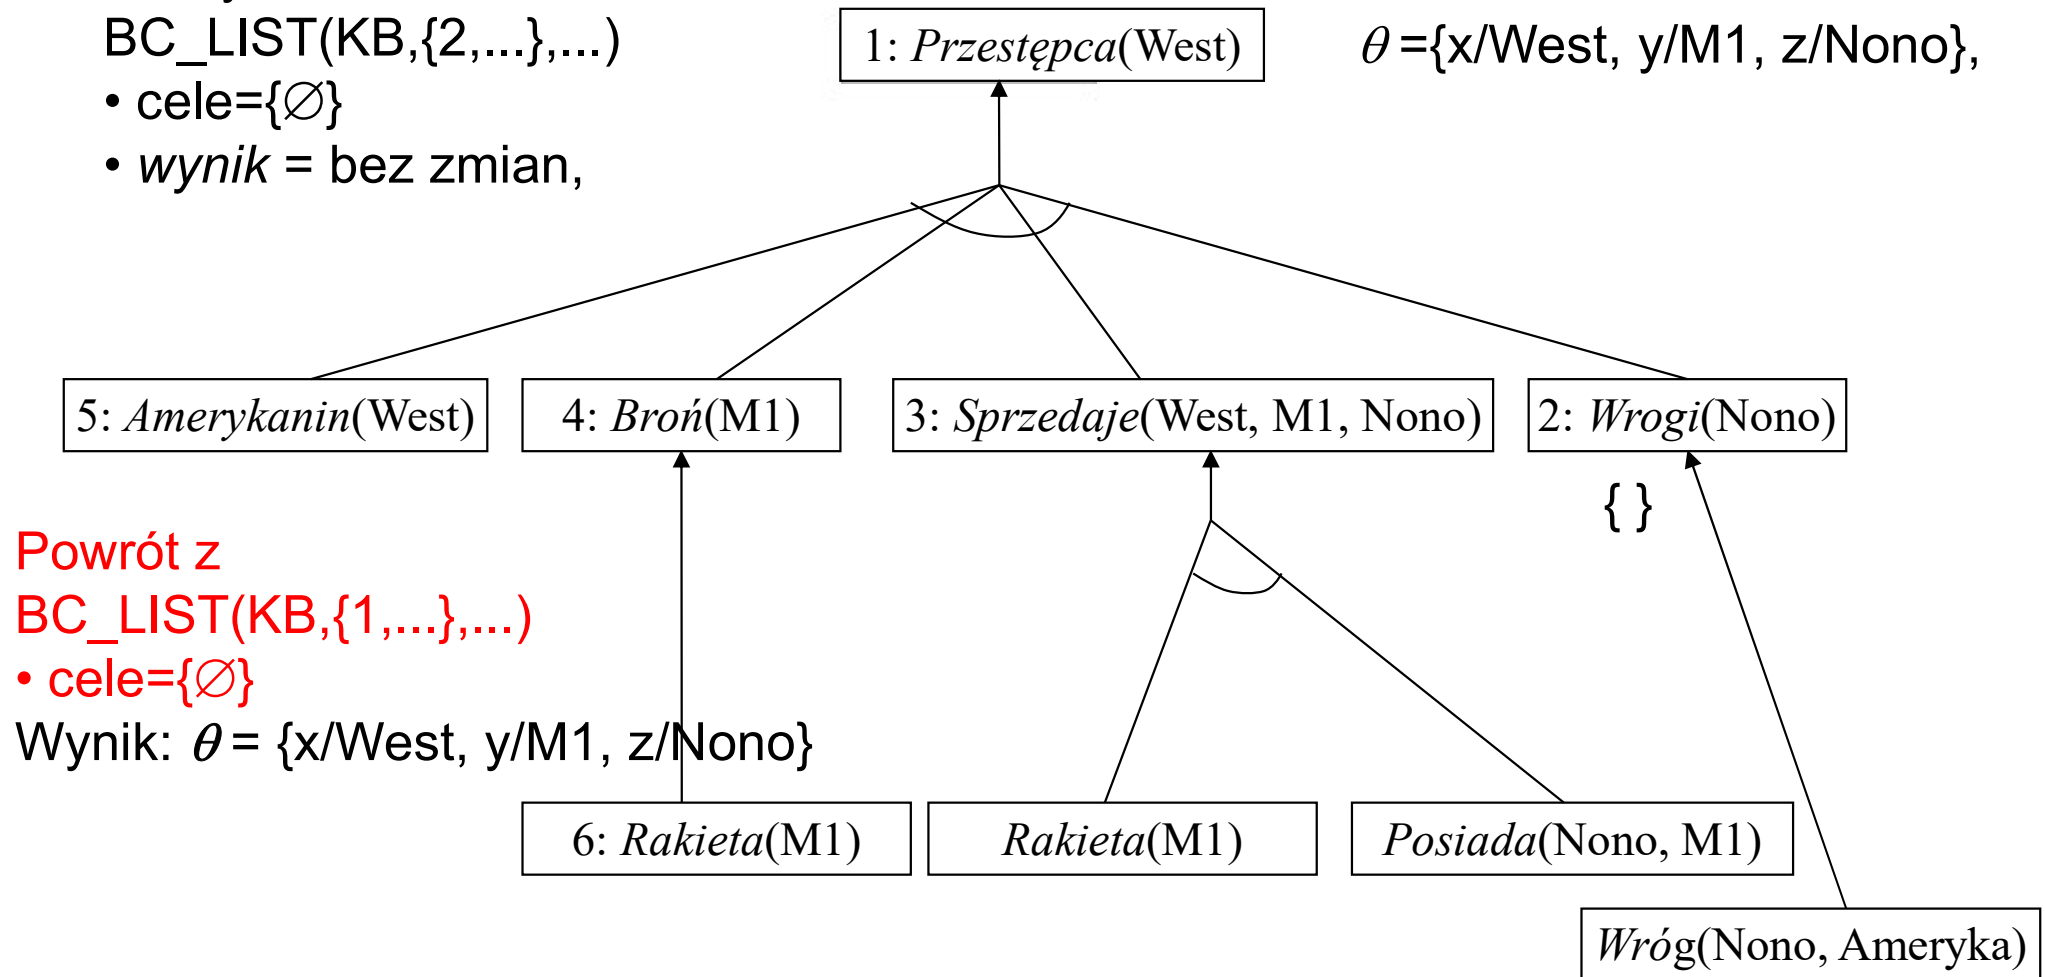 BC_LIST(KB,{2,...},...)
• cele={∅}
• wynik = bez zmian,
1: Przestępca(West)
θ ={x/West, y/M1, z/Nono},
5: Amerykanin(West)
4: Broń(M1)
3: Sprzedaje(West, M1, Nono)
2: Wrogi(Nono)
{ }
Powrót z
BC_LIST(KB,{1,...},...)
• cele={∅}
Wynik: θ = {x/West, y/M1, z/Nono}
6: Rakieta(M1)
Rakieta(M1)
Posiada(Nono, M1)
Wróg(Nono, Ameryka)